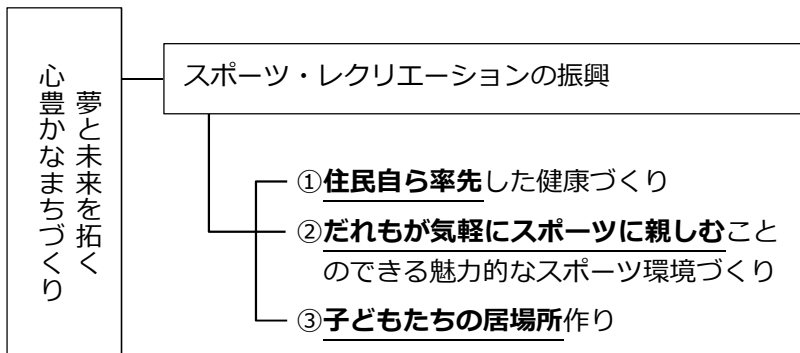 夢と未来を拓く
心豊かなまちづくり
スポーツ・レクリエーションの振興
①住民自ら率先した健康づくり
②だれもが気軽にスポーツに親しむこと
のできる魅力的なスポーツ環境づくり
③子どもたちの居場所作り